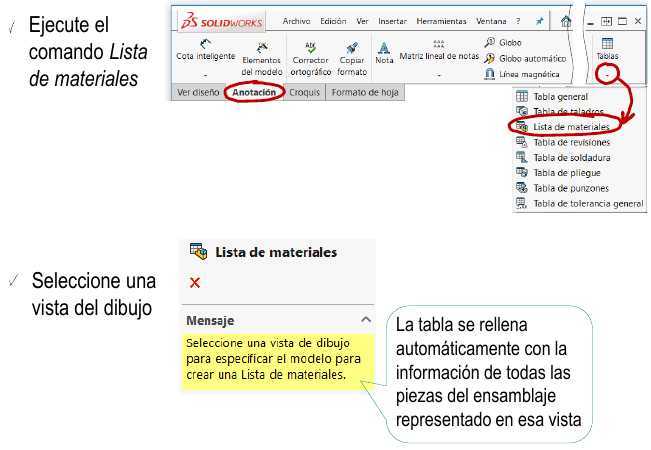 ✓ Ejecute el
comando Lista
de materiales
SOLIDWORKS Archivo Edición Ver Insertar Herramientas Ventana ?
Cota inteligente
Elementos
del modelo
Corrector
ortográfico
Copiar
formato
Nota
Matriz lineal de notas
Globo
Globo automático
Línea magnética
Tablas
Ver diseño Anotación Croquis Formato de hoja
Tabla general
Tabla de taladros
Lista de materiales
Tabla de revisiones
Tabla de soldadura
Tabla de pliegue
Tabla de punzones
Tabla de tolerancia general
✓ Seleccione una
vista del dibujo
Lista de materiales
Mensaje
Seleccione una vista de dibujo
para especificar el modelo para
crear una Lista de materiales.
La tabla se rellena
automáticamente con la
información de todas las
piezas del ensamblaje
representado en esa vista